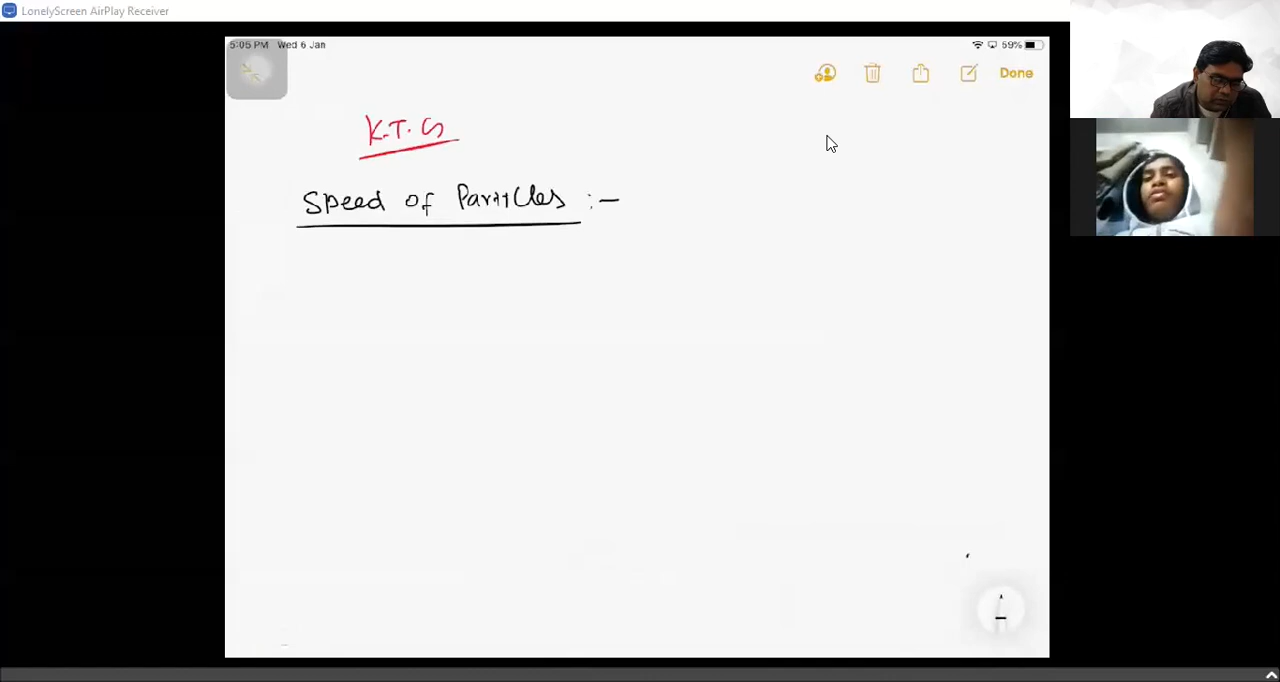 LonelyScreen AirPlay Receiver
5:05 PM Wed 6 Jan
59%
Done
K.T.G
Speed of Particles :-